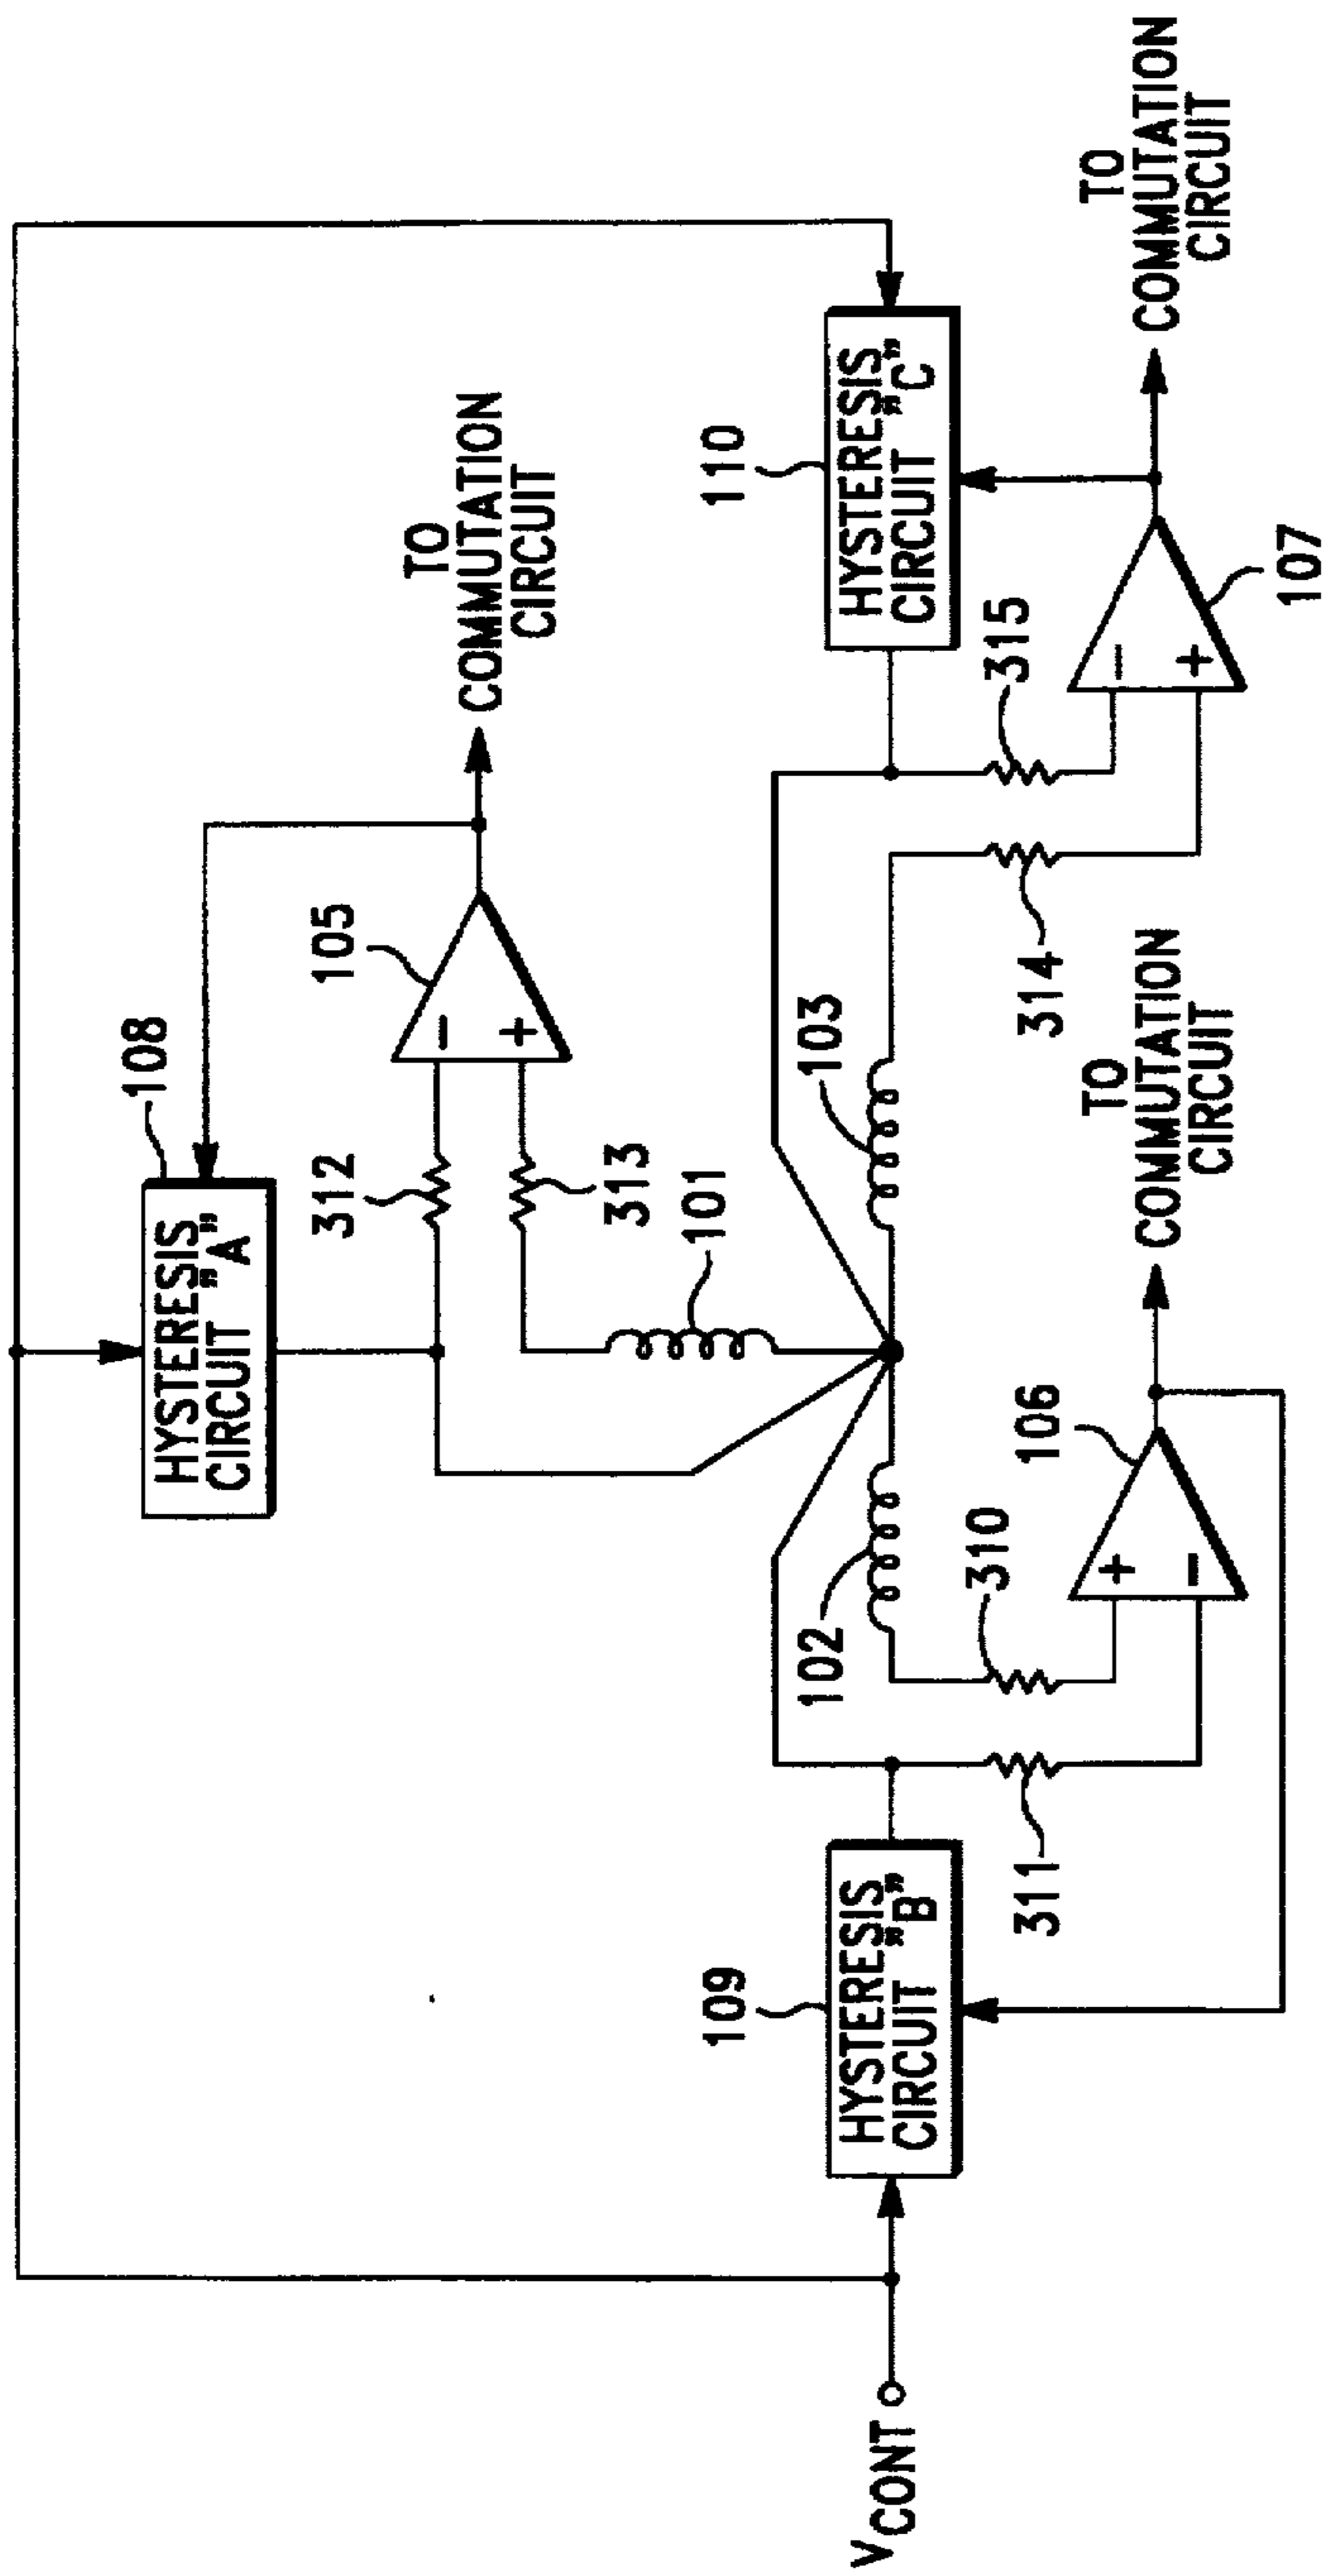 108
HYSTERESIS
CIRCUIT "A"
312
313
105
−
+
TO
COMMUTATION
CIRCUIT
101
109
HYSTERESIS
CIRCUIT "B"
VCONT
311
310
102
106
+
−
TO
COMMUTATION
CIRCUIT
103
314
315
110
HYSTERESIS
CIRCUIT "C"
107
−
+
TO
COMMUTATION
CIRCUIT